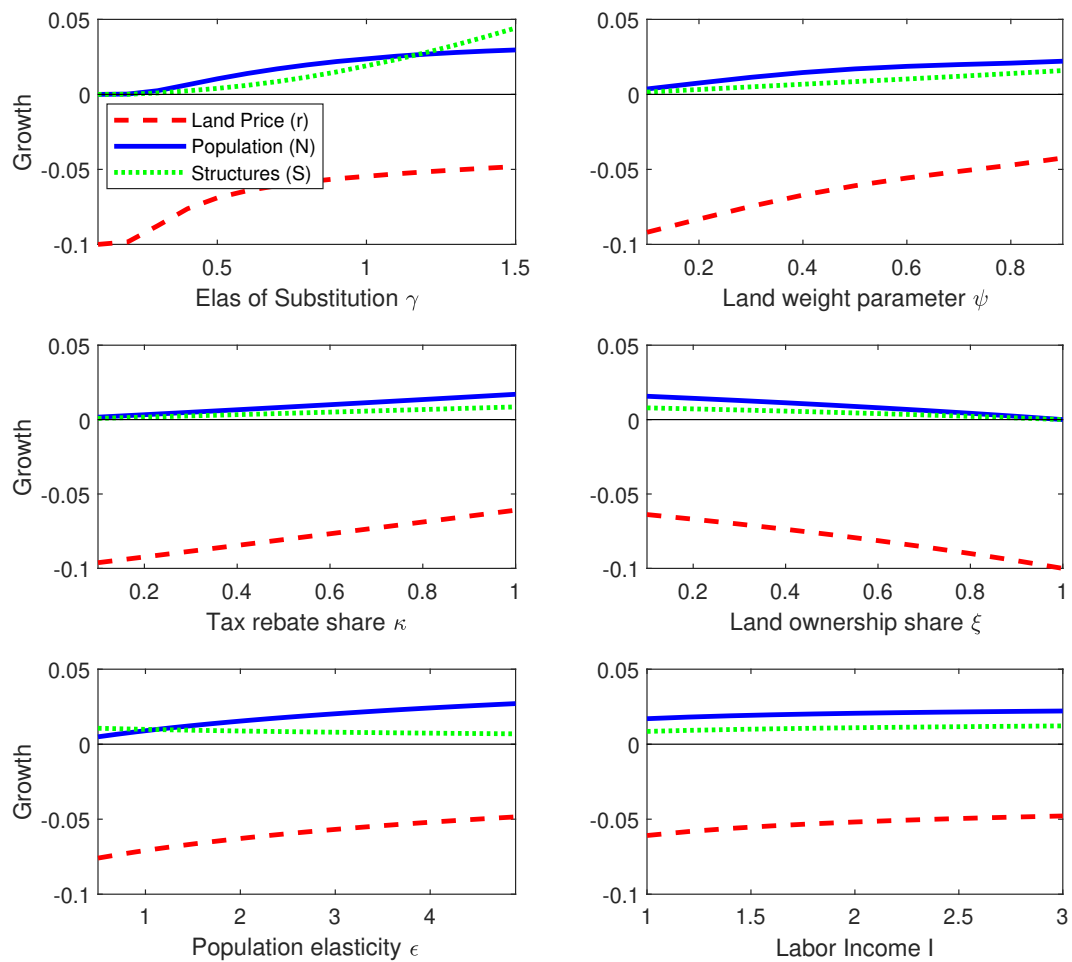 0.05
0
-0.05
-0.1
Growth
Land Price (r)
Population (N)
Structures (S)
0.5 1 1.5
Elas of Substitution γ
0.05
0
-0.05
-0.1
0.2 0.4 0.6 0.8
Land weight parameter ψ
0.05
0
-0.05
-0.1
Growth
0.2 0.4 0.6 0.8 1
Tax rebate share κ
0.05
0
-0.05
-0.1
0.2 0.4 0.6 0.8 1
Land ownership share ξ
0.05
0
-0.05
-0.1
Growth
1 2 3 4
Population elasticity ϵ
0.05
0
-0.05
-0.1
1 1.5 2 2.5 3
Labor Income I